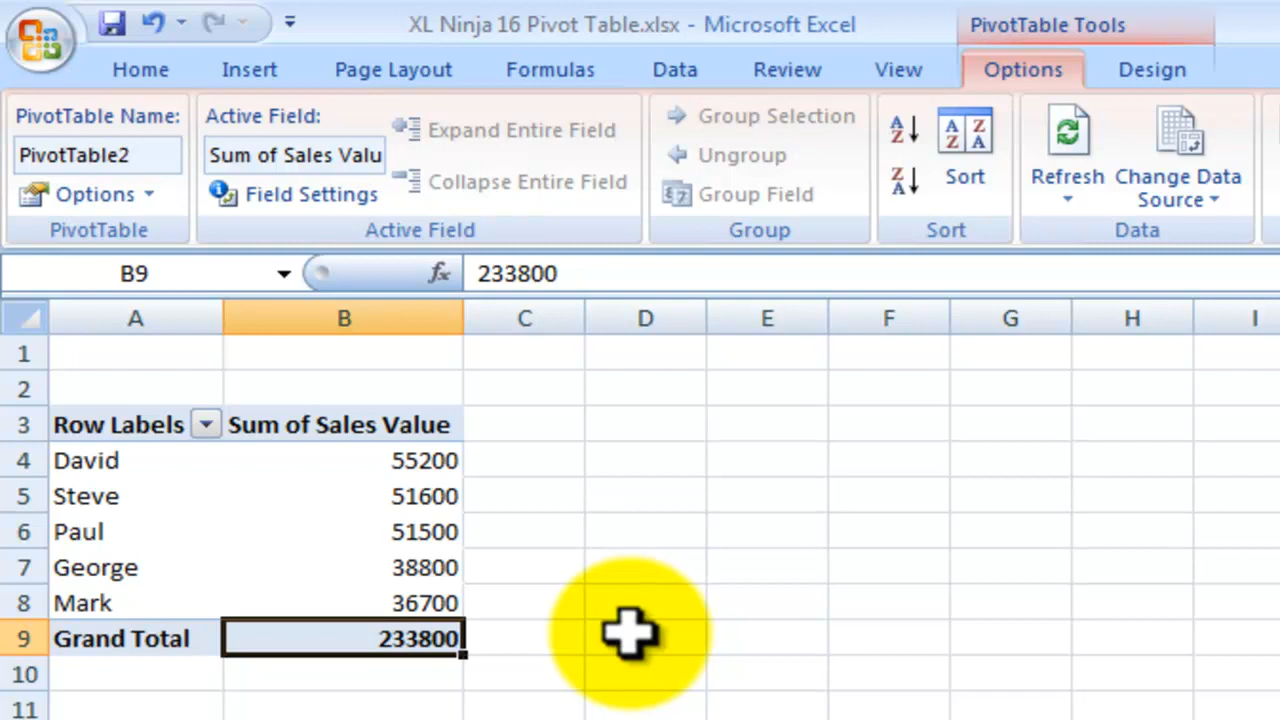 XL Ninja 16 Pivot Table.xlsx - Microsoft Excel
PivotTable Tools
Home Insert Page Layout Formulas Data Review View Options Design
PivotTable Name:
PivotTable2
Options
PivotTable
Active Field:
Sum of Sales Valu
Field Settings
Expand Entire Field
Collapse Entire Field
Active Field
Group Selection
Ungroup
Group Field
Group
A Z
Z A
A Z
Z A
Sort
Sort
Refresh
Change Data
Source
Data
B9 fx 233800
A B C D E F G H I
1
2
3 Row Labels Sum of Sales Value
4 David 55200
5 Steve 51600
6 Paul 51500
7 George 38800
8 Mark 36700
9 Grand Total 233800
10
11